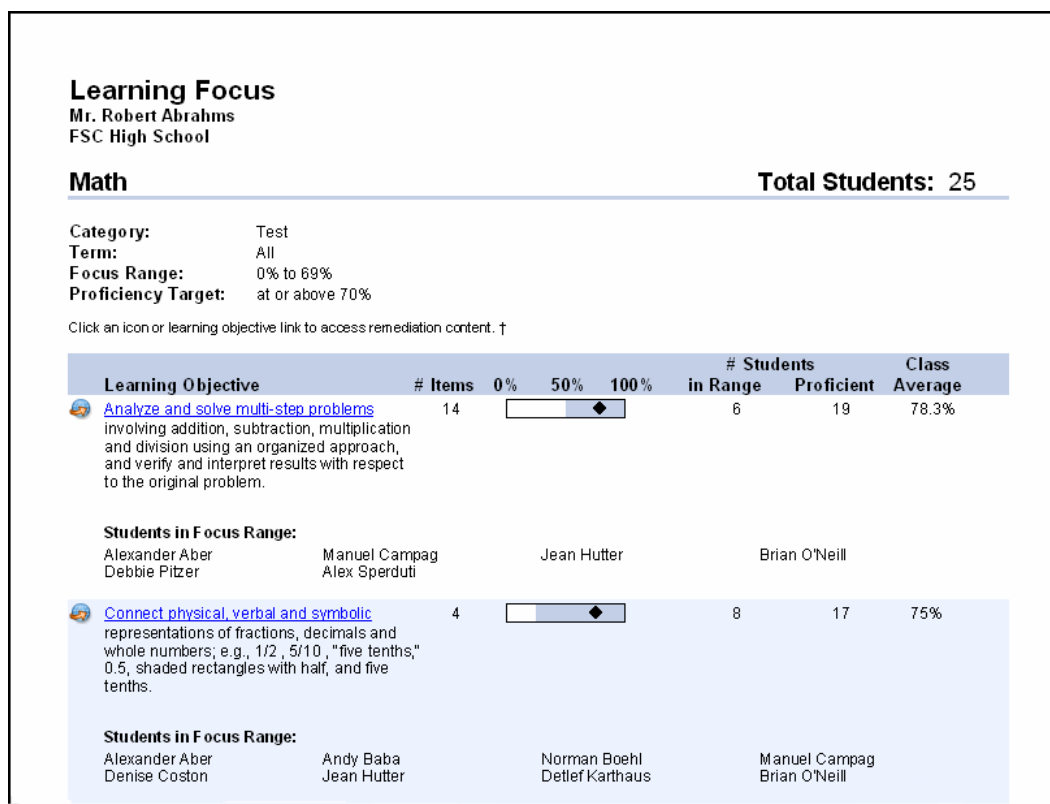 Learning Focus
Mr. Robert Abrahms
FSC High School
Math Total Students: 25
Category: Test
Term: All
Focus Range: 0% to 69%
Proficiency Target: at or above 70%
Click an icon or learning objective link to access remediation content. †
# Students Class
Learning Objective # Items 0% 50% 100% in Range Proficient Average
Analyze and solve multi-step problems 14 6 19 78.3%
involving addition, subtraction, multiplication
and division using an organized approach,
and verify and interpret results with respect
to the original problem.
Students in Focus Range:
Alexander Aber Manuel Campag Jean Hutter Brian O'Neill
Debbie Pitzer Alex Sperduti
Connect physical, verbal and symbolic 4 8 17 75%
representations of fractions, decimals and
whole numbers; e.g., 1/2 , 5/10 , "five tenths,"
0.5, shaded rectangles with half, and five
tenths.
Students in Focus Range:
Alexander Aber Andy Baba Norman Boehl Manuel Campag
Denise Coston Jean Hutter Detlef Karthaus Brian O'Neill